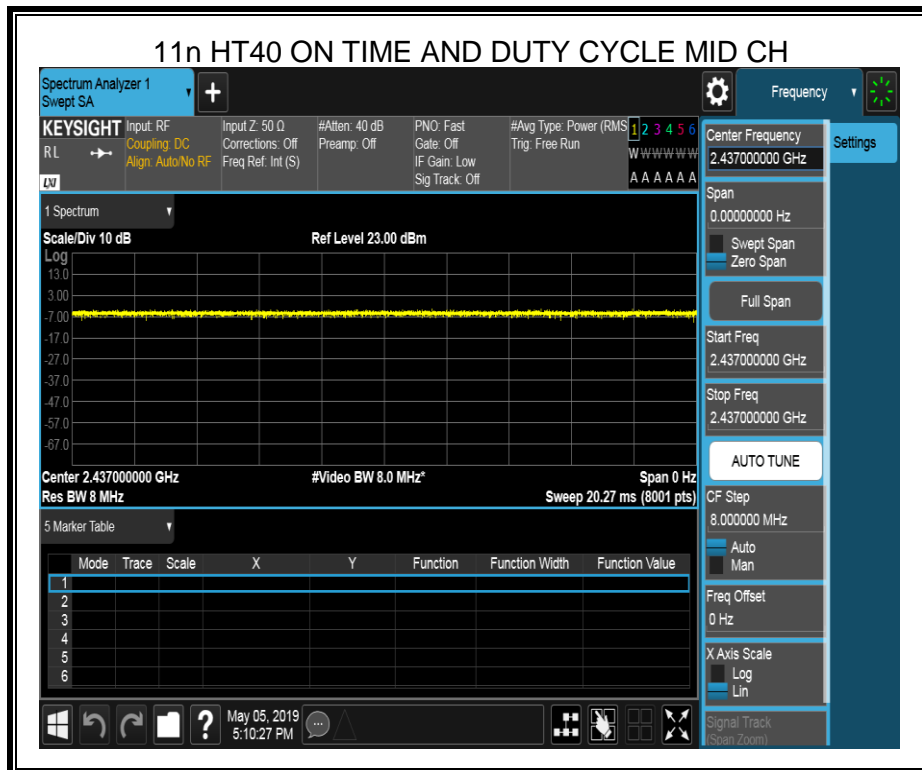 11n HT40 ON TIME AND DUTY CYCLE MID CH
Spectrum Analyzer 1
Swept SA
+
Frequency
KEYSIGHT
RL
LXI
Input: RF
Coupling: DC
Align: Auto/No RF
Input Z: 50 Ω
Corrections: Off
Freq Ref: Int (S)
#Atten: 40 dB
Preamp: Off
PNO: Fast
Gate: Off
IF Gain: Low
Sig Track: Off
#Avg Type: Power (RMS
Trig: Free Run
1 2 3 4 5 6
W W W W W W
A A A A A A
1 Spectrum
Scale/Div 10 dB
Ref Level 23.00 dBm
Log
13.0
3.00
-7.00
-17.0
-27.0
-37.0
-47.0
-57.0
-67.0
Center 2.437000000 GHz
#Video BW 8.0 MHz*
Span 0 Hz
Res BW 8 MHz
Sweep 20.27 ms (8001 pts)
5 Marker Table
Mode Trace Scale X Y Function Function Width Function Value
1
2
3
4
5
6
?
May 05, 2019
5:10:27 PM
Center Frequency
2.437000000 GHz
Settings
Span
0.00000000 Hz
Swept Span
Zero Span
Full Span
Start Freq
2.437000000 GHz
Stop Freq
2.437000000 GHz
AUTO TUNE
CF Step
8.000000 MHz
Auto
Man
Freq Offset
0 Hz
X Axis Scale
Log
Lin
Signal Track
(Span Zoom)